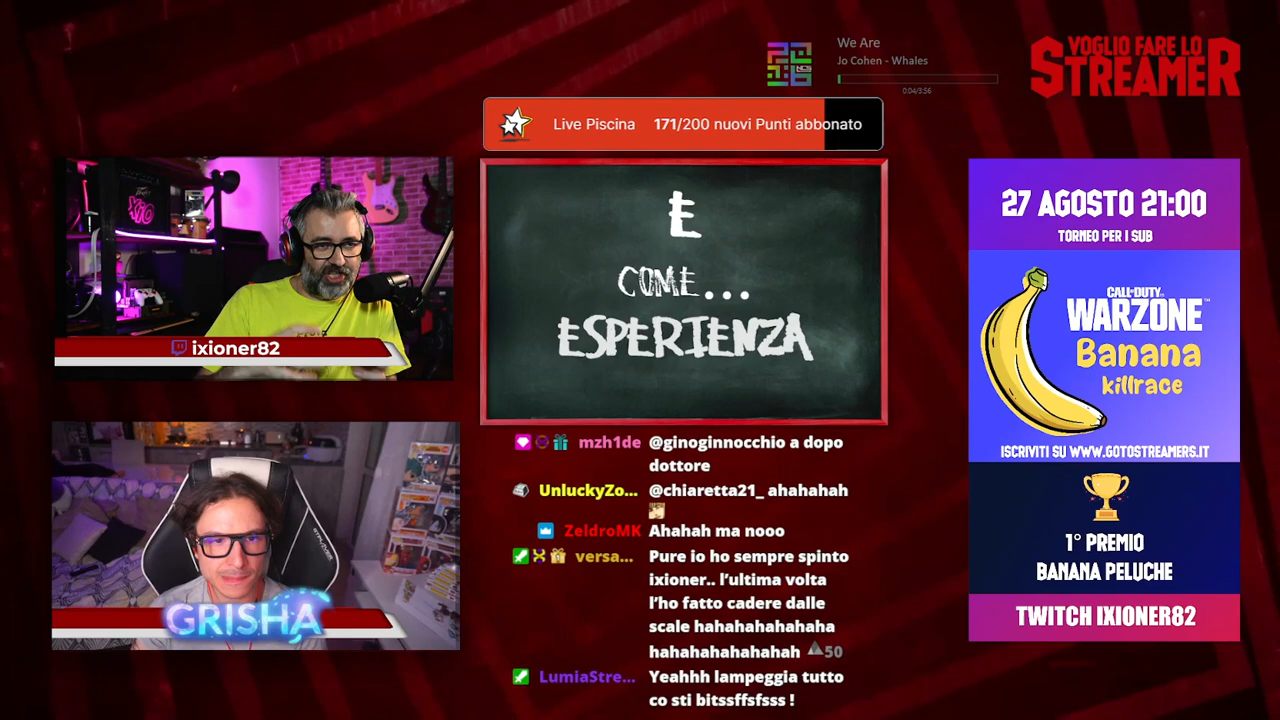 We Are
Jo Cohen - Whales
0:04/3:56
VOGLIO FARE LO
STREAMER
Live Piscina 171/200 nuovi Punti abbonato
XIO
ixioner82
E
COME...
ESPERIENZA
27 AGOSTO 21:00
TORNEO PER I SUB
CALL OF DUTY
WARZONE™
Banana
killrace
ISCRIVITI SU WWW.GOTOSTREAMERS.IT
1° PREMIO
BANANA PELUCHE
TWITCH IXIONER82
GRISHA
mzh1de @ginoginnocchio a dopo
dottore
UnluckyZo... @chiaretta21_ ahahahah
ZeldroMK Ahahah ma nooo
versa... Pure io ho sempre spinto
ixioner.. l'ultima volta
l'ho fatto cadere dalle
scale hahahahahahaha
hahahahahahahah 50
LumiaStre... Yeahhh lampeggia tutto
co sti bitssffsfsss !